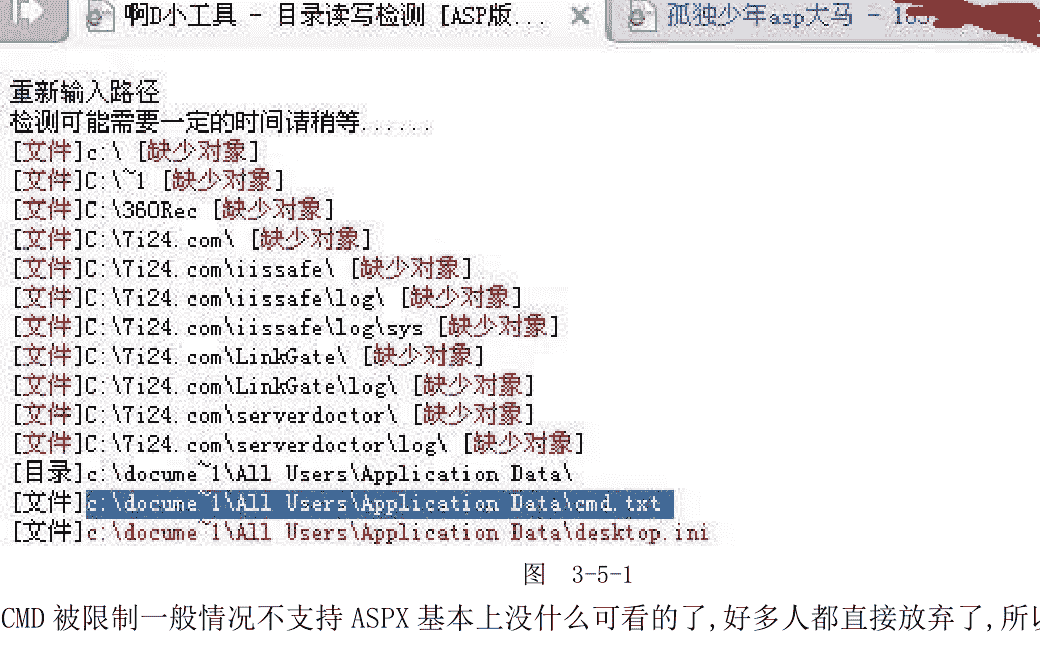 啊D小工具 - 目录读写检测 [ASP版...
孤独少年asp大马 -
重新输入路径
检测可能需要一定的时间请稍等......
[文件]c:\ [缺少对象]
[文件]C:\~1 [缺少对象]
[文件]C:\360Rec [缺少对象]
[文件]C:\7i24.com\ [缺少对象]
[文件]C:\7i24.com\iissafe\ [缺少对象]
[文件]C:\7i24.com\iissafe\log\ [缺少对象]
[文件]C:\7i24.com\iissafe\log\sys [缺少对象]
[文件]C:\7i24.com\LinkGate\ [缺少对象]
[文件]C:\7i24.com\LinkGate\log\ [缺少对象]
[文件]C:\7i24.com\serverdoctor\ [缺少对象]
[文件]C:\7i24.com\serverdoctor\log\ [缺少对象]
[目录]c:\docume~1\All Users\Application Data\
[文件]c:\docume~1\All Users\Application Data\cmd.txt
[文件]c:\docume~1\All Users\Application Data\desktop.ini
图 3-5-1
CMD 被限制一般情况不支持 ASPX 基本上没什么可看的了,好多人都直接放弃了,所以